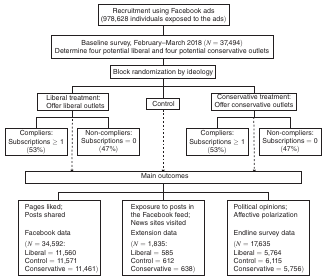 Recruitment using Facebook ads
(978,628 individuals exposed to the ads)
Baseline survey, February–March 2018 (N = 37,494)
Determine four potential liberal and four potential conservative outlets
Block randomization by ideology
Liberal treatment:
Offer liberal outlets
Control
Conservative treatment:
Offer conservative outlets
Compliers:
Subscriptions ≥ 1
(53%)
Non-compliers:
Subscriptions = 0
(47%)
Compliers:
Subscriptions ≥ 1
(53%)
Non-compliers:
Subscriptions = 0
(47%)
Main outcomes
Pages liked;
Posts shared
Facebook data
(N = 34,592:
Liberal = 11,560
Control = 11,571
Conservative = 11,461)
Exposure to posts in
the Facebook feed;
News sites visited
Extension data
(N = 1,835:
Liberal = 585
Control = 612
Conservative = 638)
Political opinions;
Affective polarization
Endline survey data
(N = 17,635
Liberal = 5,764
Control = 6,115
Conservative = 5,756)